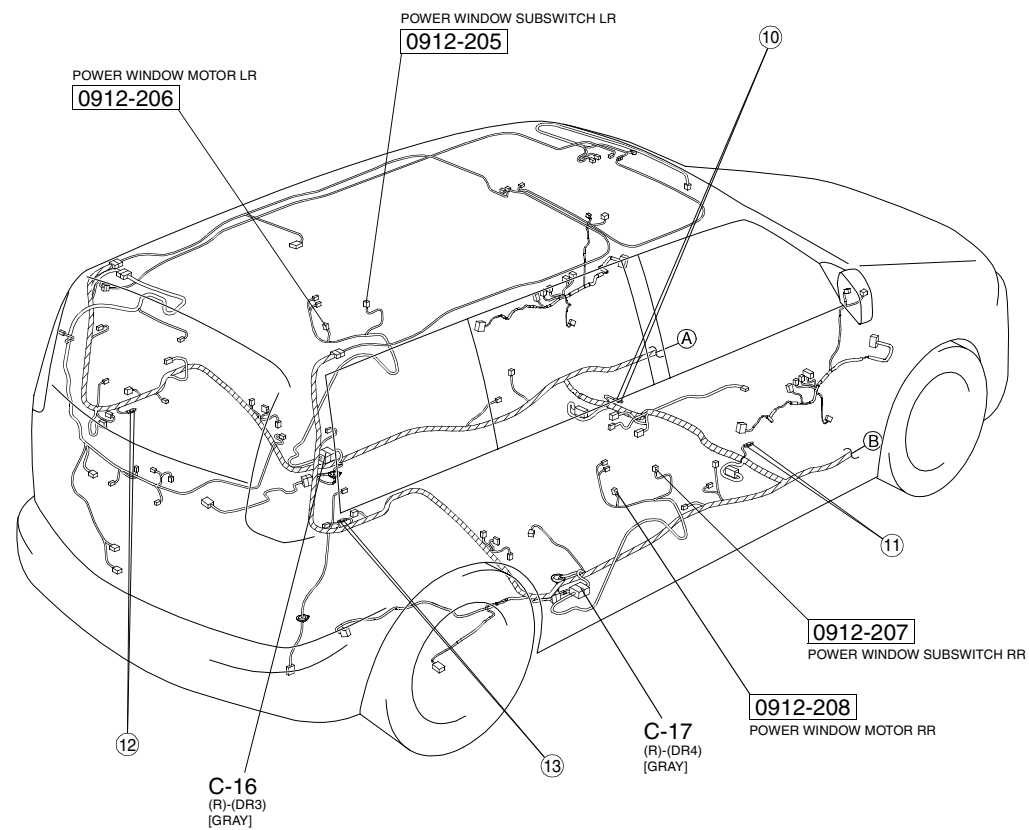 POWER WINDOW SUBSWITCH LR
0912-205
10
POWER WINDOW MOTOR LR
0912-206
A
B
11
0912-207
POWER WINDOW SUBSWITCH RR
0912-208
POWER WINDOW MOTOR RR
C-17
(R)-(DR4)
[GRAY]
12
13
C-16
(R)-(DR3)
[GRAY]